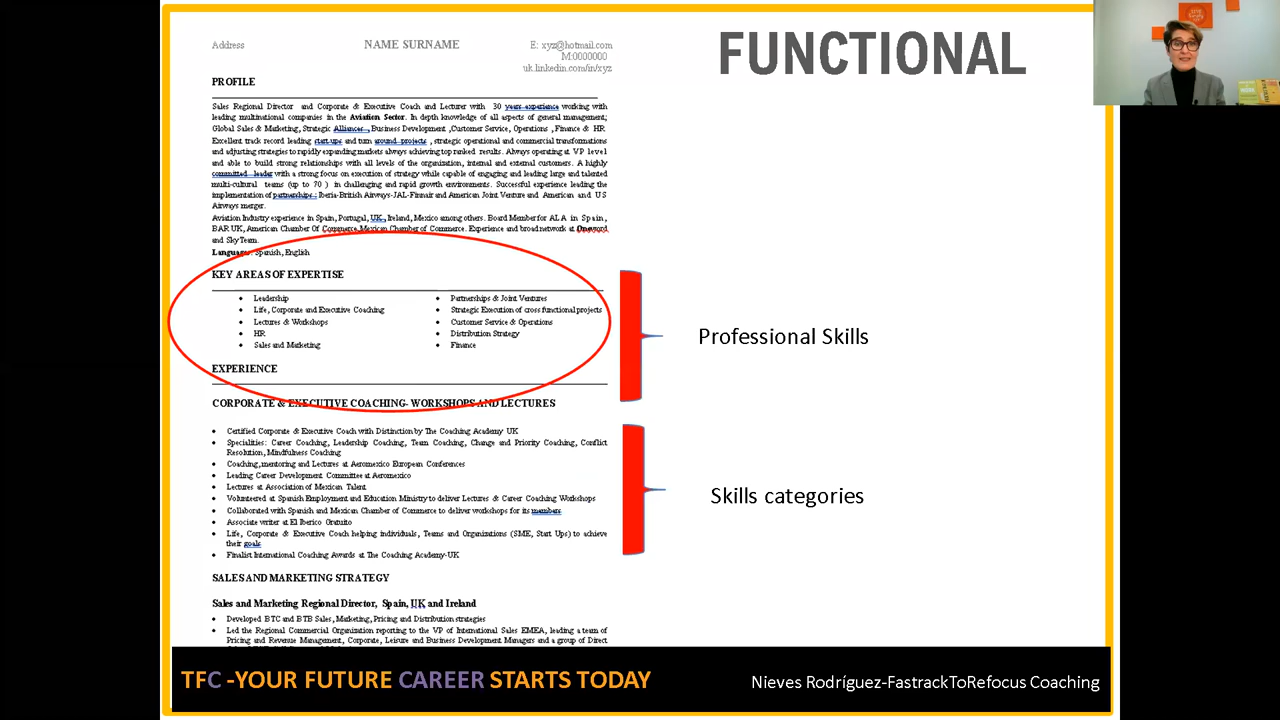 FUNCTIONAL
Address NAME SURNAME E: xyz@hotmail.com
M:0000000
uk.linkedin.com/in/xyz
PROFILE
Sales Regional Director and Corporate & Executive Coach and Lecturer with 30 years experience working with
leading multinational companies in the Aviation Sector. In depth knowledge of all aspects of general management;
Global Sales & Marketing, Strategic Alliances , Business Development ,Customer Service, Operations ,Finance & HR
Excellent track record leading start ups and turn around projects , strategic operational and commercial transformations
and adjusting strategies to rapidly expanding markets always achieving top ranked results. Always operating at VP level
and able to build strong relationships with all levels of the organization, internal and external customers. A highly
committed leader with a strong focus on execution of strategy while capable of engaging and leading large and talented
multi-cultural teams (up to 70 ) in challenging and rapid growth environments. Successful experience leading the
implementation of partnerships : Iberia-British Airways-JAL-Finnair and American Joint Venture and American and US
Airways merger.
Aviation Industry experience in Spain, Portugal, UK , Ireland, Mexico among others. Board Member for ALA in Spain,
BAR UK, American Chamber Of Commerce, Mexican Chamber of Commerce. Experience and broad network at Oneword
and SkyTeam.
Languages: Spanish, English
KEY AREAS OF EXPERTISE
• Leadership
• Life, Corporate and Executive Coaching
• Lectures & Workshops
• HR
• Sales and Marketing
• Partnerships & Joint Ventures
• Strategic Execution of cross functional projects
• Customer Service & Operations
• Distribution Strategy
• Finance
Professional Skills
EXPERIENCE
CORPORATE & EXECUTIVE COACHING- WORKSHOPS AND LECTURES
• Certified Corporate & Executive Coach with Distinction by The Coaching Academy UK
• Specialities: Career Coaching, Leadership Coaching, Team Coaching, Change and Priority Coaching, Conflict
Resolution, Mindfulness Coaching
• Coaching,mentoring and Lectures at Aeromexico European Conferences
• Leading Career Development Committee at Aeromexico
• Lectures at Association of Mexican Talent
• Volunteered at Spanish Employment and Education Ministry to deliver Lectures & Career Coaching Workshops
• Collaborated with Spanish and Mexican Chamber of Commerce to deliver workshops for its members
• Associate writer at El Iberico Gratuito
• Life, Corporate & Executive Coach helping individuals, Teams and Organizations (SME, Start Ups) to achieve
their goals
• Finalist International Coaching Awards at The Coaching Academy-UK
Skills categories
SALES AND MARKETING STRATEGY
Sales and Marketing Regional Director, Spain, UK and Ireland
• Developed BTC and BTB Sales, Marketing, Pricing and Distribution strategies
• Led the Regional Commercial Organization reporting to the VP of International Sales EMEA, leading a team of
Pricing and Revenue Management, Corporate, Leisure and Business Development Managers and a group of Direct
TFC -YOUR FUTURE CAREER STARTS TODAY
Nieves Rodríguez-FastrackToRefocus Coaching